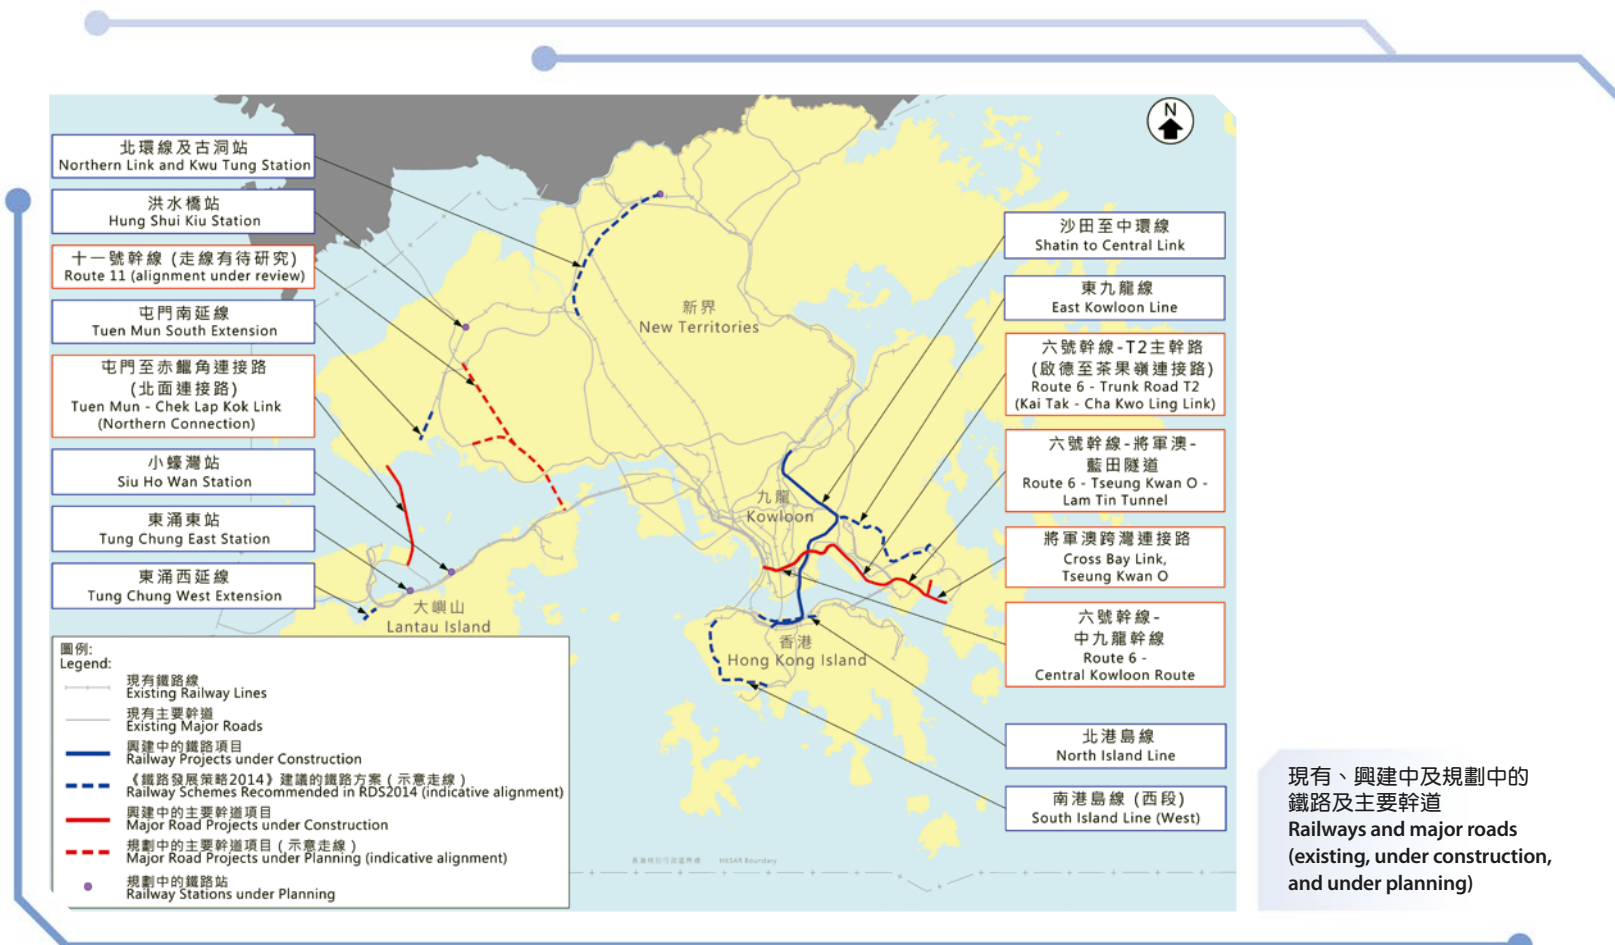 北環線及古洞站
Northern Link and Kwu Tung Station
洪水橋站
Hung Shui Kiu Station
十一號幹線 (走線有待研究)
Route 11 (alignment under review)
屯門南延線
Tuen Mun South Extension
屯門至赤鱲角連接路
(北面連接路)
Tuen Mun - Chek Lap Kok Link
(Northern Connection)
小蠔灣站
Siu Ho Wan Station
東涌東站
Tung Chung East Station
東涌西延線
Tung Chung West Extension
N
新界
New Territories
九龍
Kowloon
大嶼山
Lantau Island
香港
Hong Kong Island
沙田至中環線
Shatin to Central Link
東九龍線
East Kowloon Line
六號幹線-T2主幹路
(啟德至茶果嶺連接路)
Route 6 - Trunk Road T2
(Kai Tak - Cha Kwo Ling Link)
六號幹線-將軍澳-
藍田隧道
Route 6 - Tseung Kwan O -
Lam Tin Tunnel
將軍澳跨灣連接路
Cross Bay Link,
Tseung Kwan O
六號幹線-
中九龍幹線
Route 6 -
Central Kowloon Route
北港島線
North Island Line
南港島線 (西段)
South Island Line (West)
圖例:
Legend:
現有鐵路線
Existing Railway Lines
現有主要幹道
Existing Major Roads
興建中的鐵路項目
Railway Projects under Construction
《鐵路發展策略2014》建議的鐵路方案 ( 示意走線 )
Railway Schemes Recommended in RDS2014 (indicative alignment)
興建中的主要幹道項目
Major Road Projects under Construction
規劃中的主要幹道項目 ( 示意走線 )
Major Road Projects under Planning (indicative alignment)
規劃中的鐵路站
Railway Stations under Planning
香港特別行政區界線 HKSAR Boundary
現有、興建中及規劃中的
鐵路及主要幹道
Railways and major roads
(existing, under construction,
and under planning)